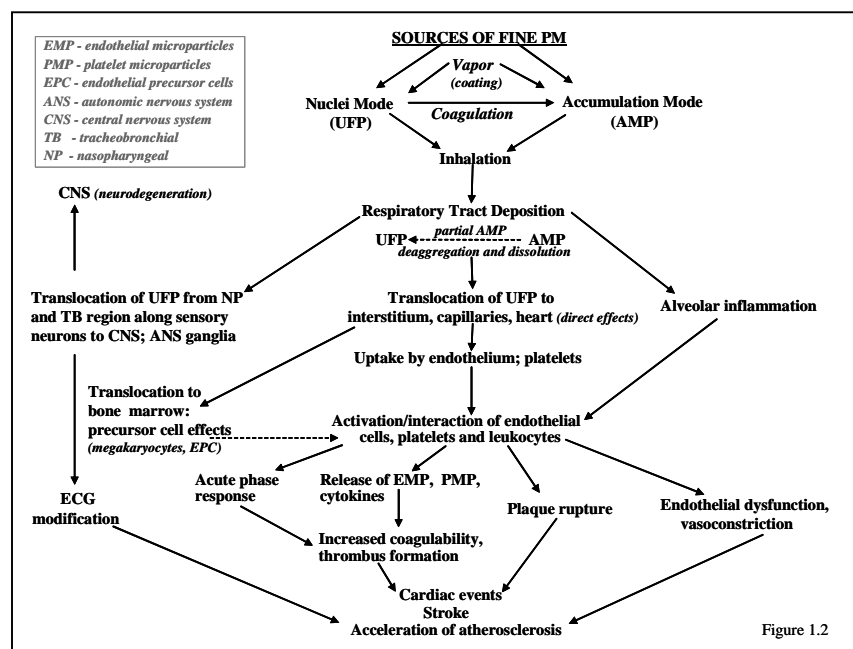 SOURCES OF FINE PM
EMP - endothelial microparticles
PMP - platelet microparticles
EPC - endothelial precursor cells
ANS - autonomic nervous system
CNS - central nervous system
TB - tracheobronchial
NP - nasopharyngeal
Vapor
(coating)
Nuclei Mode
(UFP)
Coagulation
Accumulation Mode
(AMP)
Inhalation
CNS (neurodegeneration)
Respiratory Tract Deposition
partial AMP
UFP
AMP
deaggregation and dissolution
Translocation of UFP from NP
and TB region along sensory
neurons to CNS; ANS ganglia
Translocation of UFP to
interstitium, capillaries, heart (direct effects)
Alveolar inflammation
Uptake by endothelium; platelets
Translocation to
bone marrow:
precursor cell effects
(megakaryocytes, EPC)
Activation/interaction of endothelial
cells, platelets and leukocytes
Acute phase
response
Release of EMP, PMP,
cytokines
Plaque rupture
Endothelial dysfunction,
vasoconstriction
ECG
modification
Increased coagulability,
thrombus formation
Cardiac events
Stroke
Acceleration of atherosclerosis
Figure 1.2